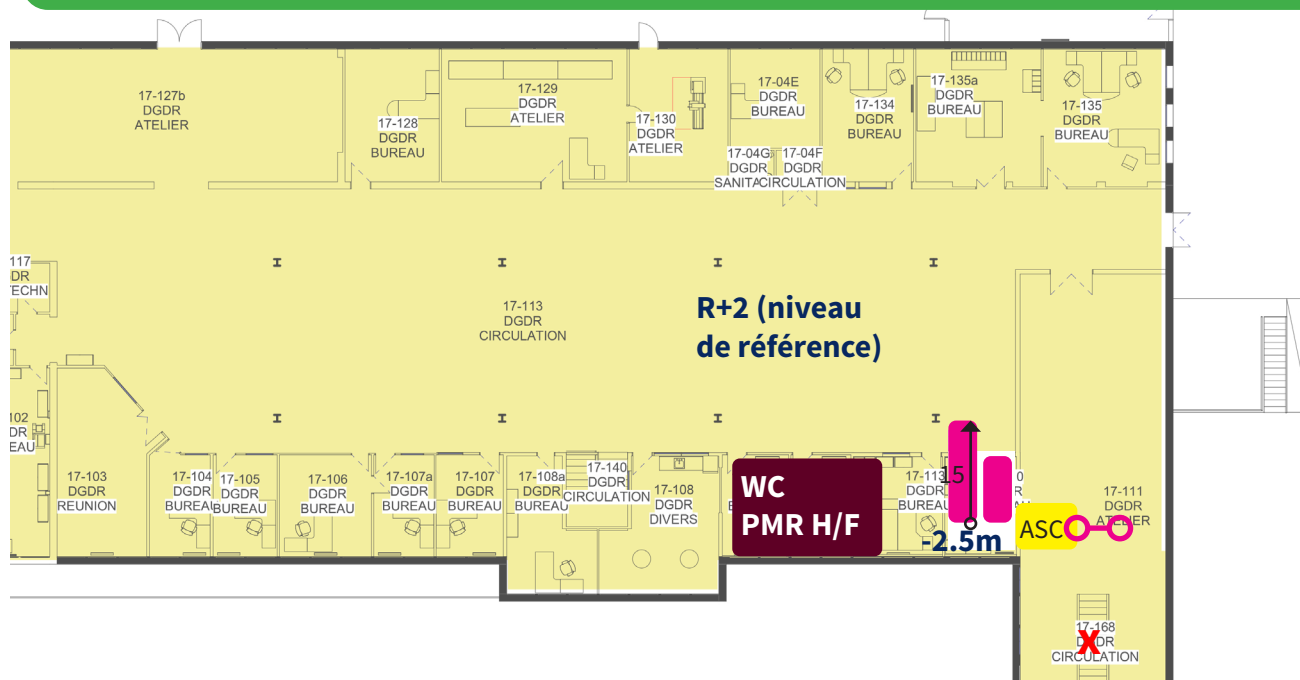 17-127b
DGDR
ATELIER
17-128
DGDR
BUREAU
17-129
DGDR
ATELIER
17-130
DGDR
ATELIER
17-04E
DGDR
BUREAU
17-04G
DGDR
SANITA
17-04F
DGDR
CIRCULATION
17-134
DGDR
BUREAU
17-135a
DGDR
BUREAU
17-135
DGDR
BUREAU
117
DR
TECHN
17-113
DGDR
CIRCULATION
R+2 (niveau
de référence)
102
DR
EAU
17-103
DGDR
REUNION
17-104
DGDR
BUREAU
17-105
DGDR
BUREAU
17-106
DGDR
BUREAU
17-107a
DGDR
BUREAU
17-107
DGDR
BUREAU
17-108a
DGDR
BUREAU
17-140
DGDR
CIRCULATION
17-108
DGDR
DIVERS
WC
PMR H/F
17-113
DGDR
BUREAU
15
-2.5m
ASC
17-111
DGDR
ATELIER
17-168
DGDR
CIRCULATION
X